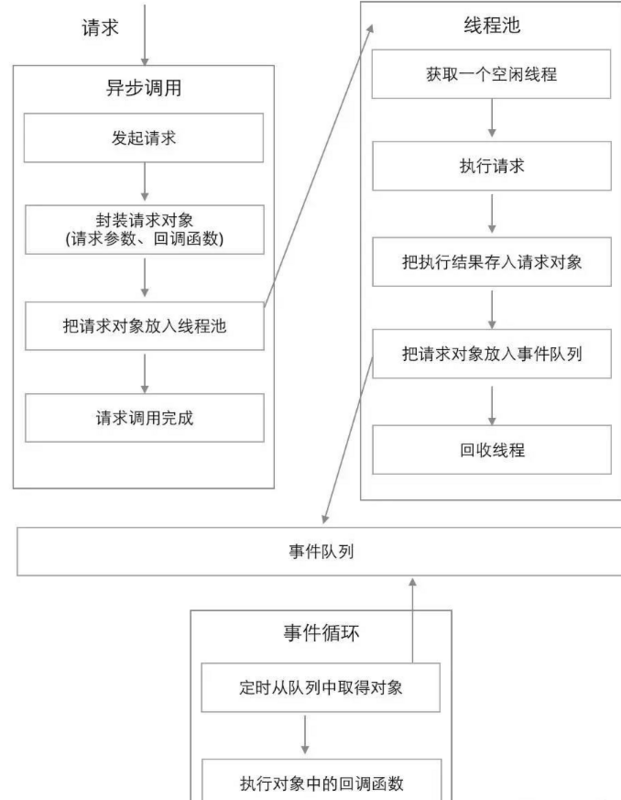 请求
异步调用
发起请求
封装请求对象
(请求参数、回调函数)
把请求对象放入线程池
请求调用完成
线程池
获取一个空闲线程
执行请求
把执行结果存入请求对象
把请求对象放入事件队列
回收线程
事件队列
事件循环
定时从队列中取得对象
执行对象中的回调函数